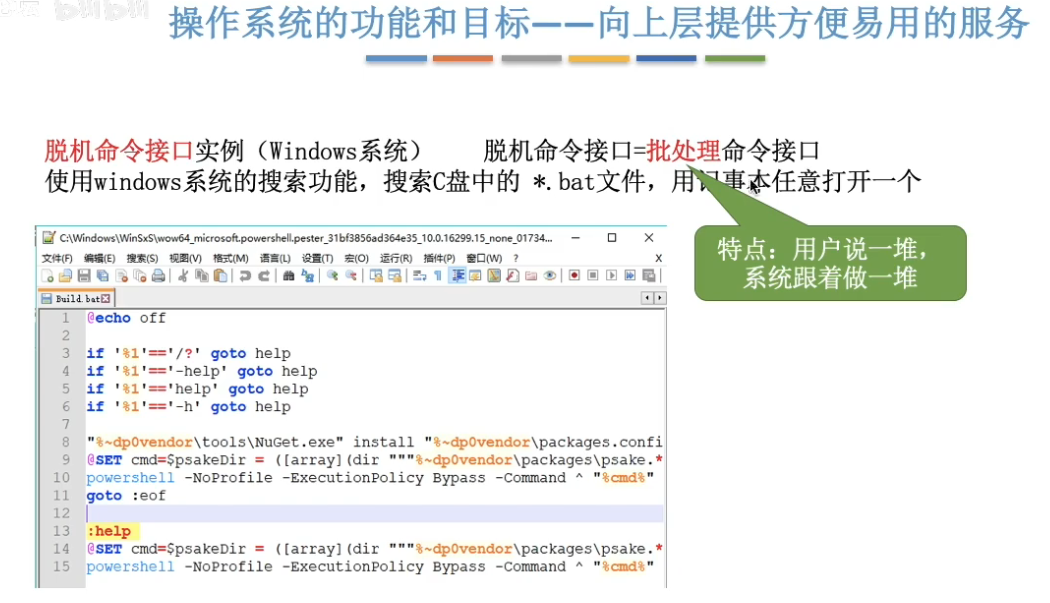 操作系统的功能和目标——向上层提供方便易用的服务
脱机命令接口实例（Windows系统） 脱机命令接口=批处理命令接口
使用windows系统的搜索功能，搜索C盘中的 *.bat文件，用记事本任意打开一个
特点：用户说一堆，
系统跟着做一堆
C:\Windows\WinSxS\wow64_microsoft.powershell.pester_31bf3856ad364e35_10.0.16299.15_none_01734...
文件(F) 编辑(E) 搜索(S) 视图(V) 格式(M) 语言(L) 设置(T) 宏(O) 运行(R) 插件(P) 窗口(W) ? X
Build.bat
1 @echo off
2
3 if '%1'=='/?' goto help
4 if '%1'=='-help' goto help
5 if '%1'=='help' goto help
6 if '%1'=='-h' goto help
7
8 "%~dp0vendor\tools\NuGet.exe" install "%~dp0vendor\packages.confi
9 @SET cmd=$psakeDir = ([array](dir """%~dp0vendor\packages\psake.*
10 powershell -NoProfile -ExecutionPolicy Bypass -Command ^ "%cmd%"
11 goto :eof
12
13 :help
14 @SET cmd=$psakeDir = ([array](dir """%~dp0vendor\packages\psake.*
15 powershell -NoProfile -ExecutionPolicy Bypass -Command ^ "%cmd%"